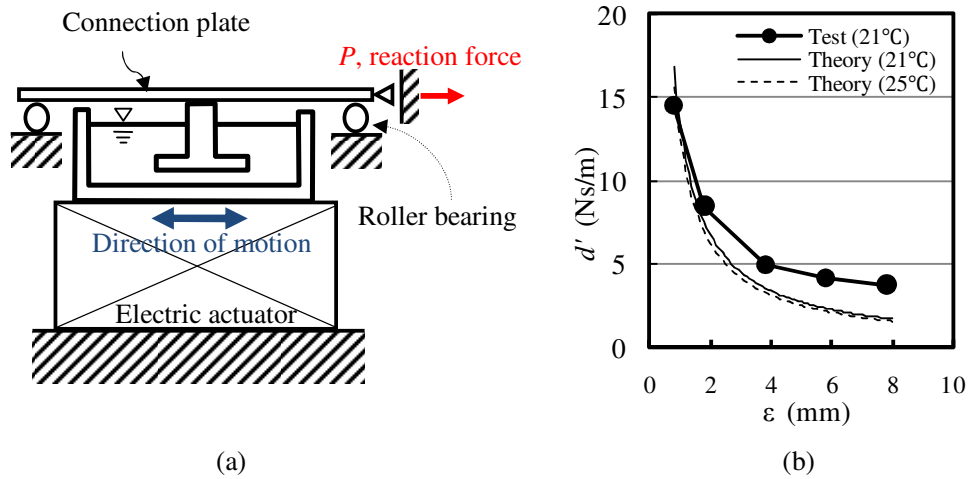 Connection plate
P, reaction force
Roller bearing
Direction of motion
Electric actuator
(a)
20
15
10
5
0
0 2 4 6 8 10
d' (Ns/m)
ε (mm)
Test (21℃)
Theory (21℃)
Theory (25℃)
(b)